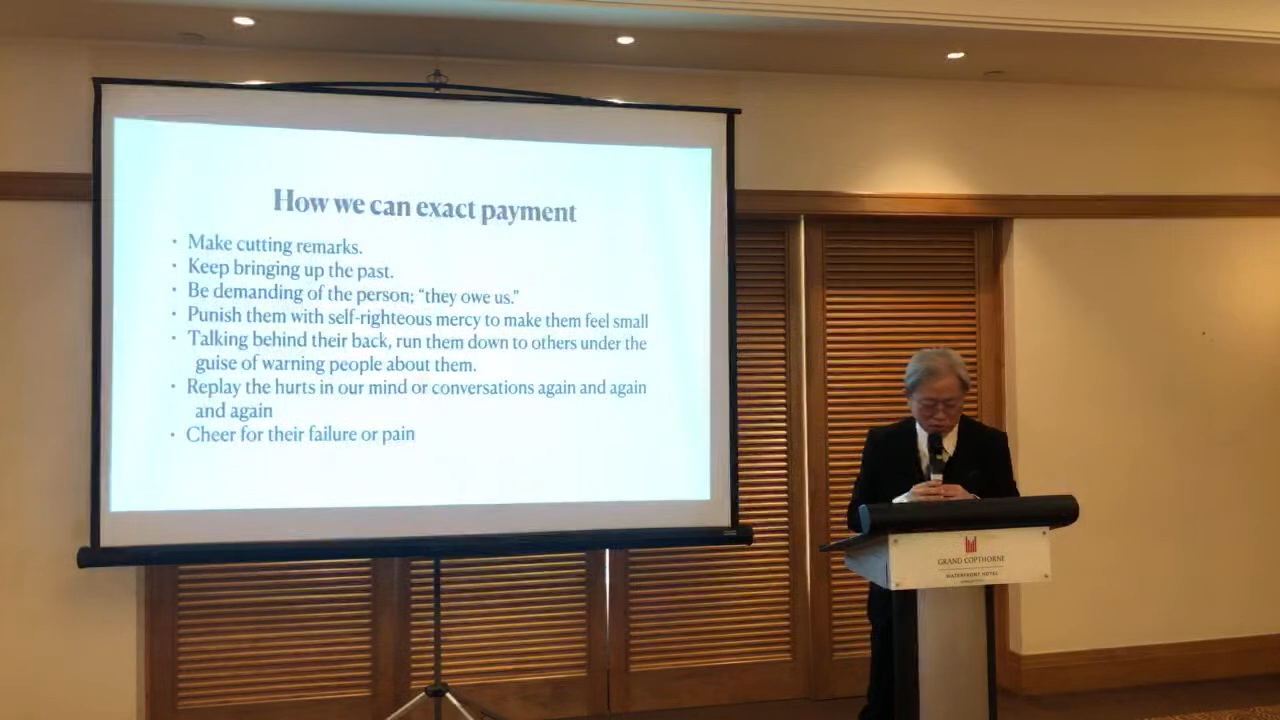 How we can exact payment
• Make cutting remarks.
• Keep bringing up the past.
• Be demanding of the person; “they owe us.”
• Punish them with self-righteous mercy to make them feel small
• Talking behind their back, run them down to others under the
guise of warning people about them.
• Replay the hurts in our mind or conversations again and again
and again
• Cheer for their failure or pain
GRAND COPTHORNE
WATERFRONT HOTEL